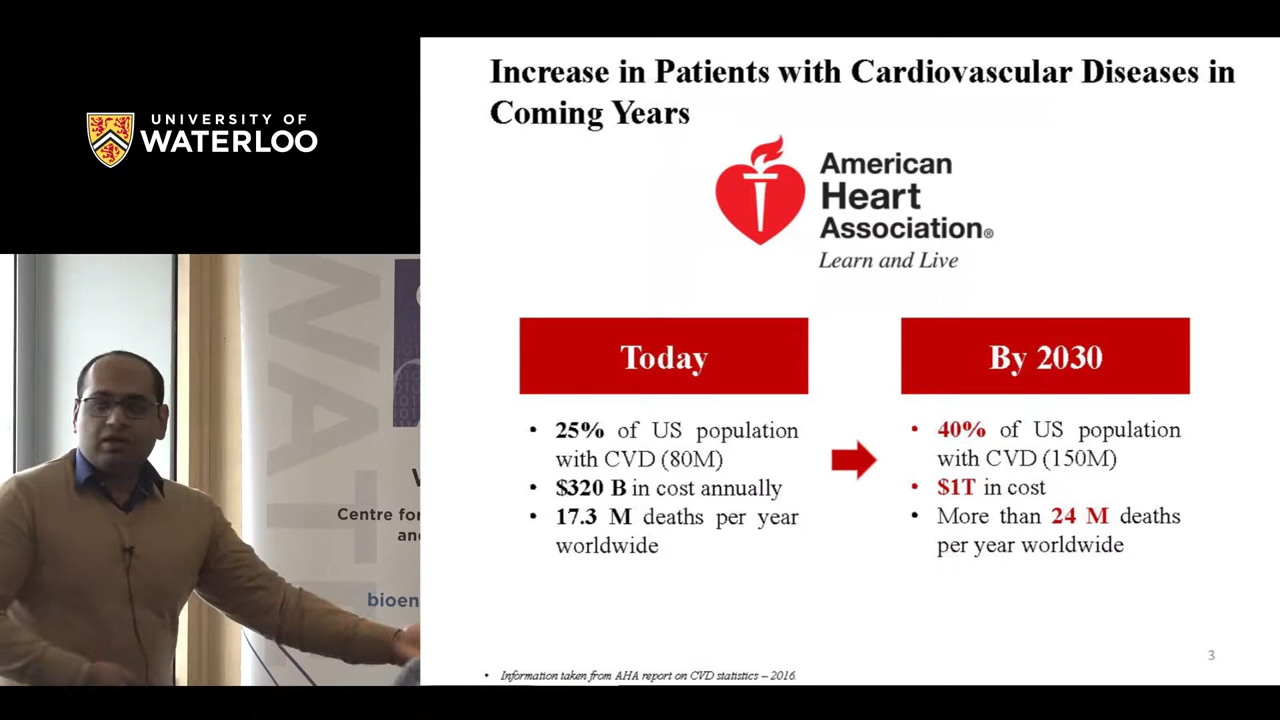 UNIVERSITY OF
WATERLOO
WAT
Centre for
an
bioen
Increase in Patients with Cardiovascular Diseases in
Coming Years
American
Heart
Association®
Learn and Live
Today
• 25% of US population
with CVD (80M)
• $320 B in cost annually
• 17.3 M deaths per year
worldwide
By 2030
• 40% of US population
with CVD (150M)
• $1T in cost
• More than 24 M deaths
per year worldwide
3
• Information taken from AHA report on CVD statistics – 2016.